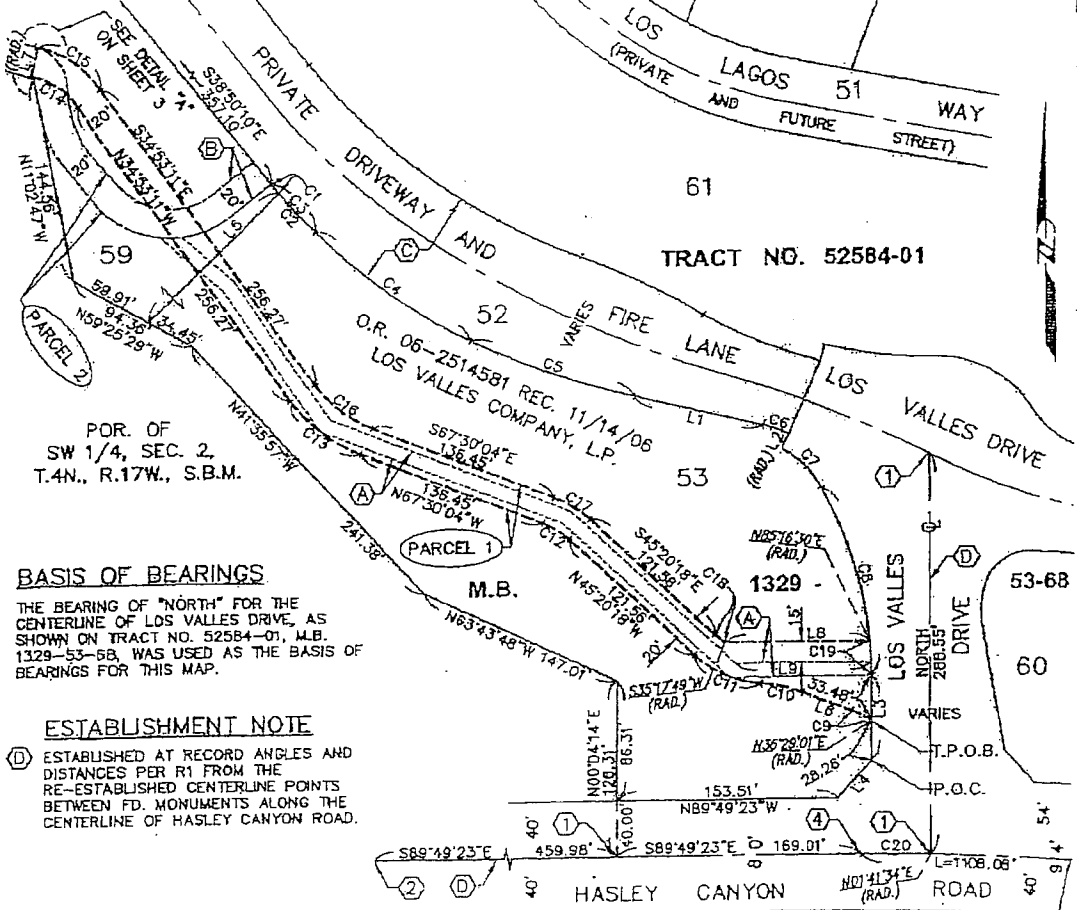 LOS
LAGOS
WAY
51
(PRIVATE AND FUTURE STREET)
61
TRACT NO. 52584-01
(RAD.)
C15
C14
SEE DETAIL "A"
ON SHEET 3
S38°50'10"E
357.10'
PRIVATE
DRIVEWAY
AND
FIRE
LANE
B
20'
20'
20'
S34°53'11"E
N34°53'11"W
144.56'
N11°02'47"W
C1
C3
C2
L5
C
C4
59
256.27'
256.27'
59.91'
94.36
34.45'
N59°25'29"W
PARCEL 2
52
VARIES
C5
O.R. 06-2514581 REC. 11/14/06
LOS VALLES COMPANY, L.P.
L1
C6
L2
(RAD.)
C7
LOS
VALLES
DRIVE
POR. OF
SW 1/4, SEC. 2,
T.4N., R.17W., S.B.M.
N41°35'57"W
241.38'
C16
C13
S67°30'04"E
136.45'
A
N67°30'04"W
136.45'
PARCEL 1
C17
C12
53
1
℄
N85°16'30"E
(RAD.)
C8
M.B.
1329 -
53-68
S45°20'18"E
121.56'
N45°20'18"W
121.56'
C18
A
15'
L8
C19
L9
20'
LOS VALLES
DRIVE
NORTH
288.55'
D
60
BASIS OF BEARINGS
THE BEARING OF "NORTH" FOR THE
CENTERLINE OF LOS VALLES DRIVE, AS
SHOWN ON TRACT NO. 52584-01, M.B.
1329-53-68, WAS USED AS THE BASIS OF
BEARINGS FOR THIS MAP.
N63°43'48"W 147.01'
S35°17'49"W
(RAD.)
C11
C10
33.48'
L6
C9
L3
VARIES
N36°29'01"E
(RAD.)
T.P.O.B.
28.26'
P.O.C.
L4
ESTABLISHMENT NOTE
D ESTABLISHED AT RECORD ANGLES AND
DISTANCES PER R1 FROM THE
RE-ESTABLISHED CENTERLINE POINTS
BETWEEN FD. MONUMENTS ALONG THE
CENTERLINE OF HASLEY CANYON ROAD.
N00°04'14"E
126.31'
86.31'
40.00'
153.51'
N89°49'23"W
40'
1
4
1
54'
S89°49'23"E
459.98'
S89°49'23"E
169.01'
C20
L=1108.08'
2
D
40'
HASLEY CANYON ROAD
N01°41'34"E
(RAD.)
40'